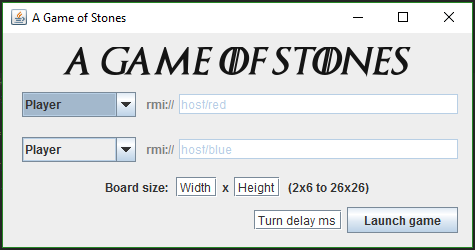 A Game of Stones
A GAME OF STONES
Player rmi:// host/red
Player rmi:// host/blue
Board size: Width x Height (2x6 to 26x26)
Turn delay ms Launch game